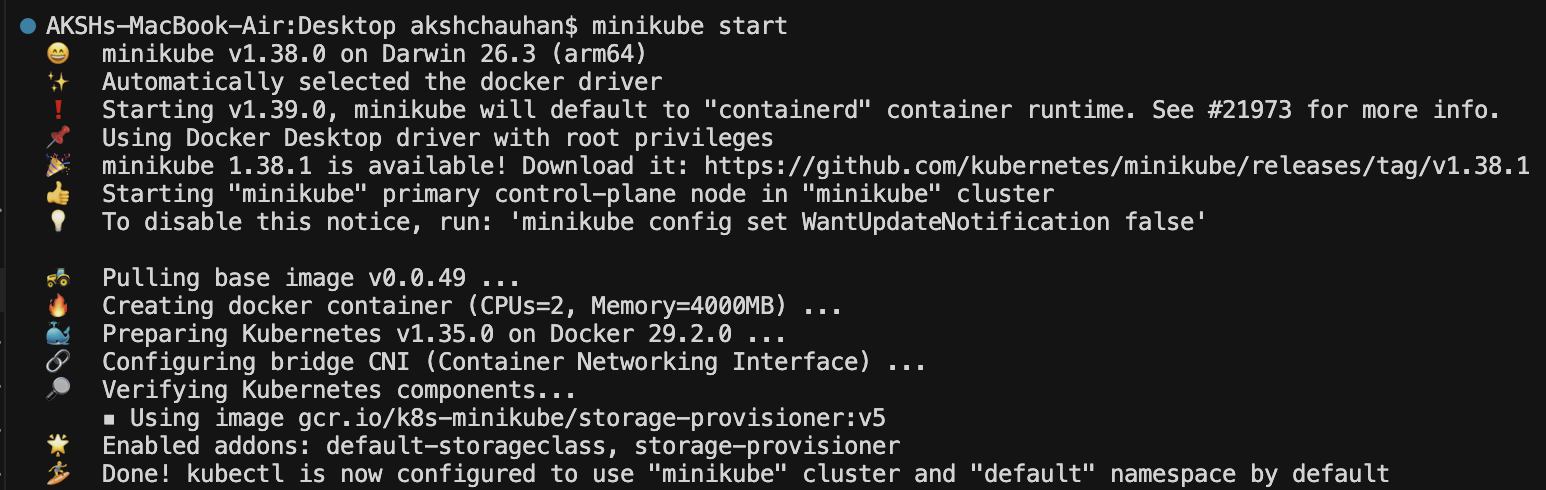 AKSHs-MacBook-Air:Desktop akshchauhan$ minikube start
😄 minikube v1.38.0 on Darwin 26.3 (arm64)
✨ Automatically selected the docker driver
❗ Starting v1.39.0, minikube will default to "containerd" container runtime. See #21973 for more info.
📌 Using Docker Desktop driver with root privileges
🎉 minikube 1.38.1 is available! Download it: https://github.com/kubernetes/minikube/releases/tag/v1.38.1
👍 Starting "minikube" primary control-plane node in "minikube" cluster
💡 To disable this notice, run: 'minikube config set WantUpdateNotification false'
🚜 Pulling base image v0.0.49 ...
🔥 Creating docker container (CPUs=2, Memory=4000MB) ...
🐳 Preparing Kubernetes v1.35.0 on Docker 29.2.0 ...
🔗 Configuring bridge CNI (Container Networking Interface) ...
🔎 Verifying Kubernetes components...
▪ Using image gcr.io/k8s-minikube/storage-provisioner:v5
🌟 Enabled addons: default-storageclass, storage-provisioner
🏄 Done! kubectl is now configured to use "minikube" cluster and "default" namespace by default